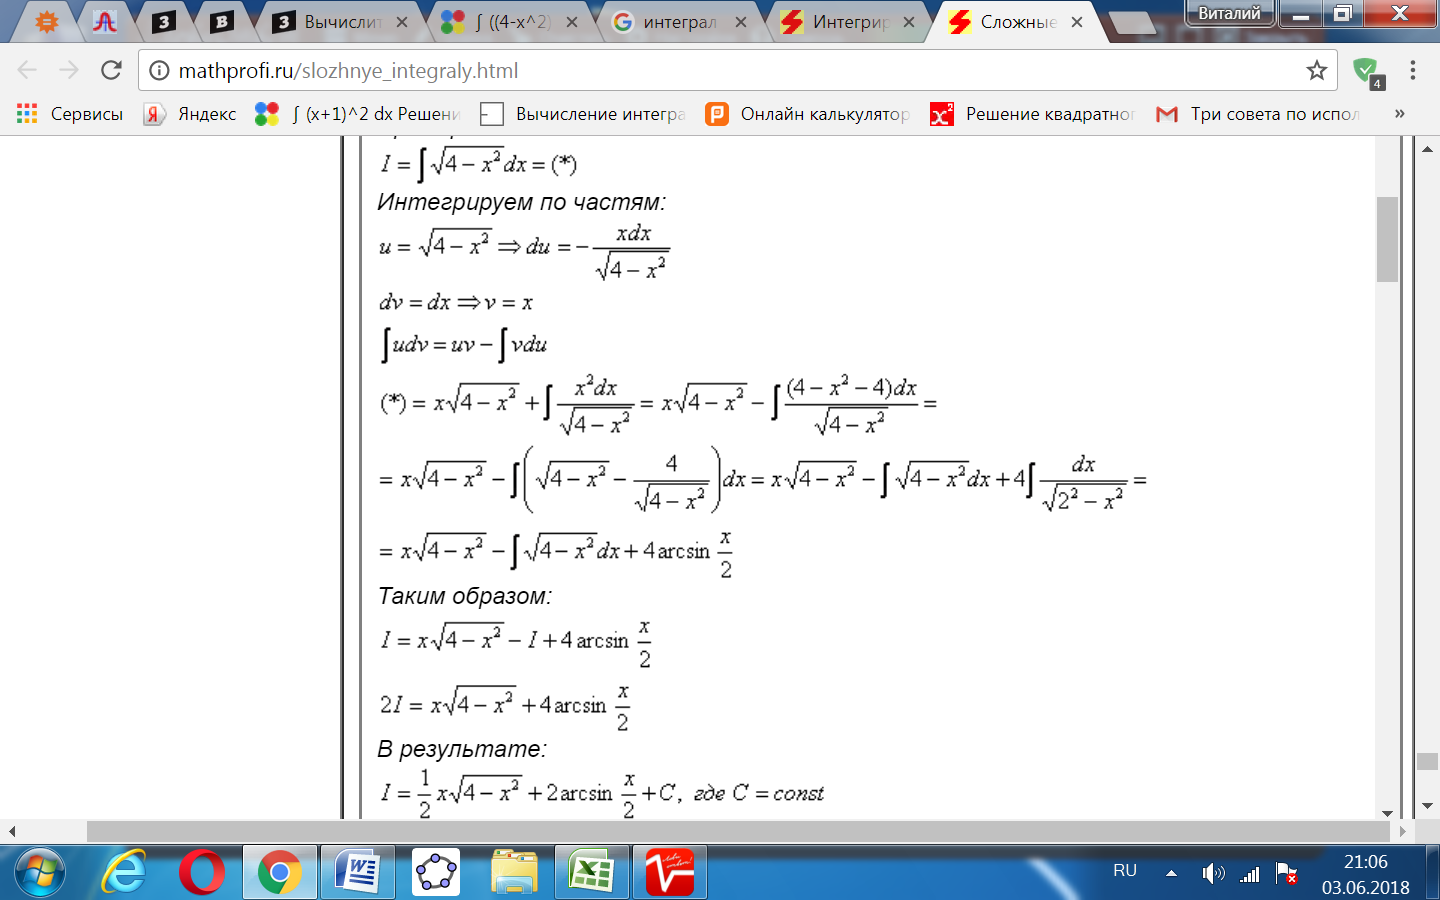 Вычислит
∫ ((4-x^2)
интеграл
Интегрир
Сложные
Виталий
mathprofi.ru/slozhnye_integraly.html
4
Сервисы
Яндекс
∫ (x+1)^2 dx Решени
Вычисление интегра
Онлайн калькулятор
Решение квадратног
Три совета по испол
»
I = ∫√(4 − x²)dx = (*)
Интегрируем по частям:
u = √(4 − x²) ⇒ du = − xdx/√(4 − x²)
dv = dx ⇒ v = x
∫udv = uv − ∫vdu
(*) = x√(4 − x²) + ∫ x²dx/√(4 − x²) = x√(4 − x²) − ∫ (4 − x² − 4)dx/√(4 − x²) =
= x√(4 − x²) − ∫(√(4 − x²) − 4/√(4 − x²))dx = x√(4 − x²) − ∫√(4 − x²)dx + 4∫ dx/√(2² − x²) =
= x√(4 − x²) − ∫√(4 − x²)dx + 4arcsin x/2
Таким образом:
I = x√(4 − x²) − I + 4arcsin x/2
2I = x√(4 − x²) + 4arcsin x/2
В результате:
I = 1/2 x√(4 − x²) + 2arcsin x/2 + C, где C = const
RU
21:06
03.06.2018